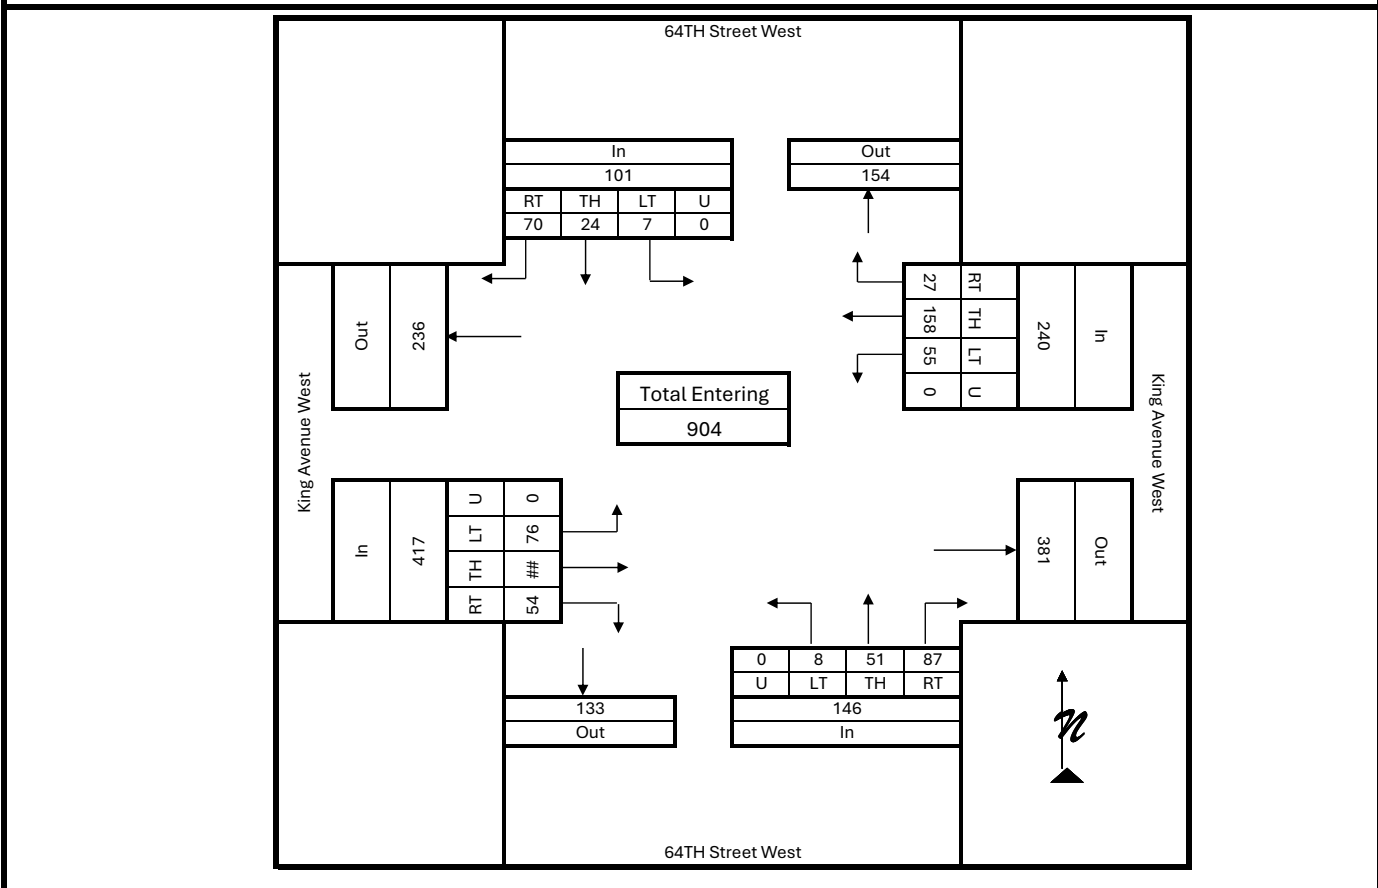 64TH Street West
In
101
RT TH LT U
70 24 7 0
Out
154
Out
236
27 RT
158 TH
55 LT
0 U
240
In
King Avenue West
King Avenue West
Total Entering
904
In
417
U 0
LT 76
TH ##
RT 54
381
Out
0 8 51 87
U LT TH RT
146
In
133
Out
N
64TH Street West